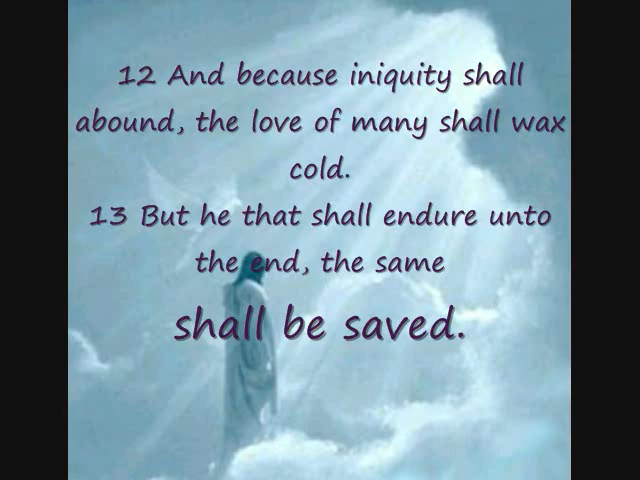 12 And because iniquity shall
abound, the love of many shall wax
cold.
13 But he that shall endure unto
the end, the same
shall be saved.